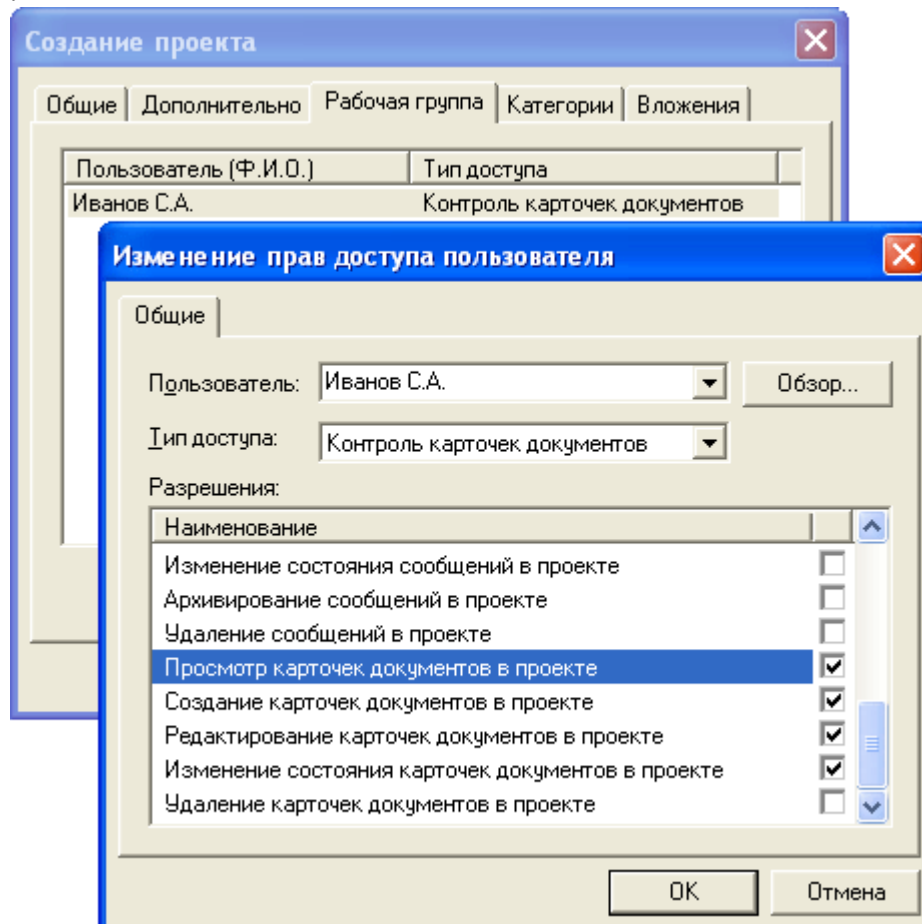 Создание проекта
Общие Дополнительно Рабочая группа Категории Вложения
Пользователь (Ф.И.О.) Тип доступа
Иванов С.А. Контроль карточек документов
Изменение прав доступа пользователя
Общие
Пользователь: Иванов С.А. Обзор...
Тип доступа: Контроль карточек документов
Разрешения:
Наименование
Изменение состояния сообщений в проекте
Архивирование сообщений в проекте
Удаление сообщений в проекте
Просмотр карточек документов в проекте
Создание карточек документов в проекте
Редактирование карточек документов в проекте
Изменение состояния карточек документов в проекте
Удаление карточек документов в проекте
OK Отмена